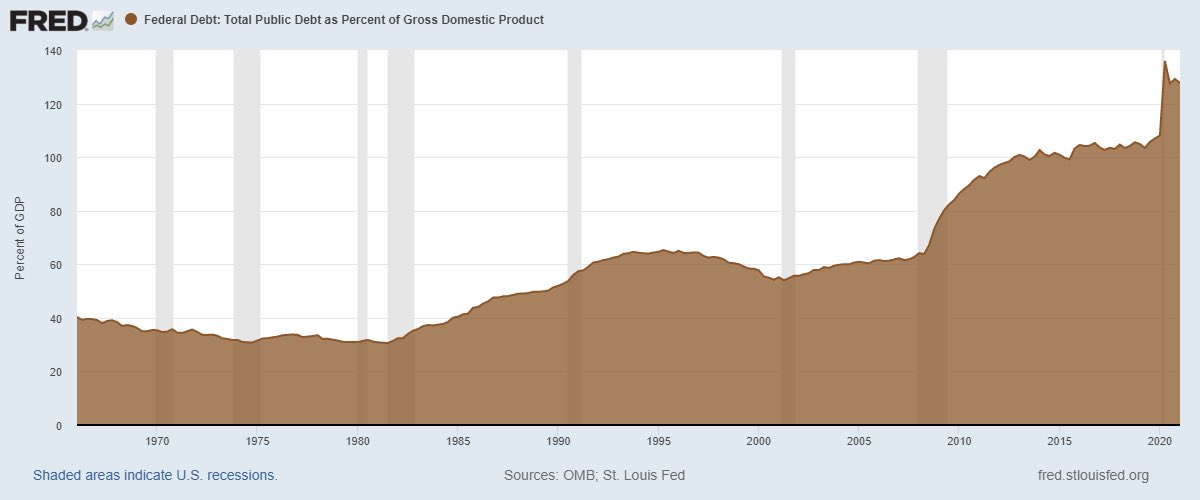 FRED
Federal Debt: Total Public Debt as Percent of Gross Domestic Product
140
120
100
80
60
40
20
0
Percent of GDP
1970 1975 1980 1985 1990 1995 2000 2005 2010 2015 2020
Shaded areas indicate U.S. recessions. Sources: OMB; St. Louis Fed fred.stlouisfed.org